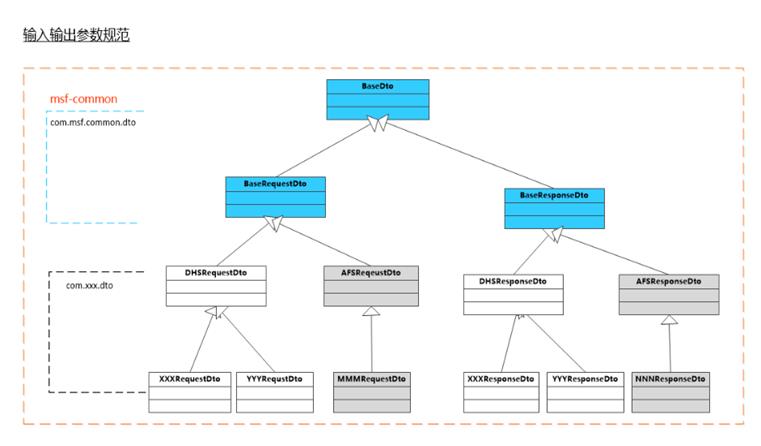 输入输出参数规范
msf-common
com.msf.common.dto
BaseDto
BaseRequestDto
BaseResponseDto
com.xxx.dto
DHSRequestDto
AFSReqeustDto
DHSResponseDto
AFSResponseDto
XXXRequestDto
YYYRequstDto
MMMRequestDto
XXXResponseDto
YYYResponseDto
NNNResponseDto